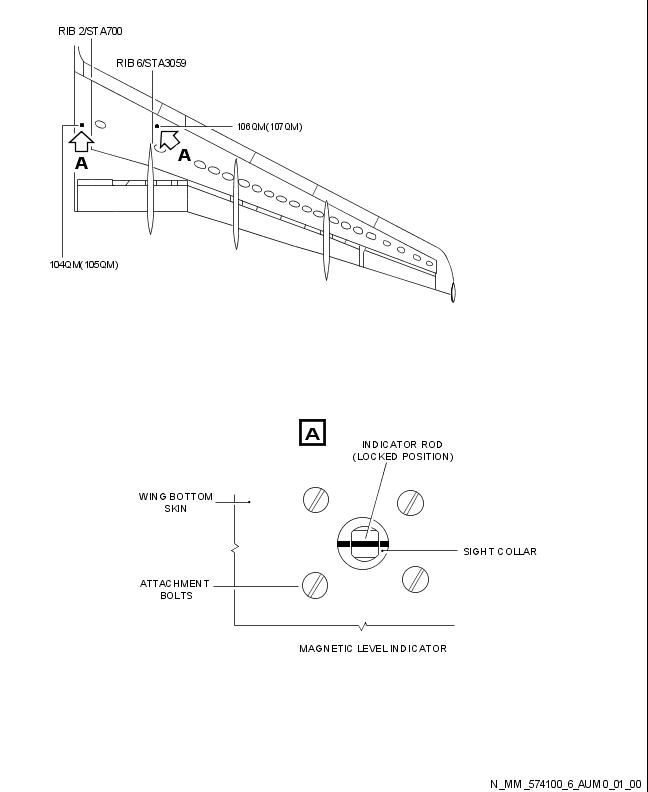 RIB 2/STA700
RIB 6/STA3059
106QM(107QM)
A
A
104QM(105QM)
A
INDICATOR ROD
(LOCKED POSITION)
WING BOTTOM
SKIN
SIGHT COLLAR
ATTACHMENT
BOLTS
MAGNETIC LEVEL INDICATOR
N_MM_574100_6_AUM0_01_00